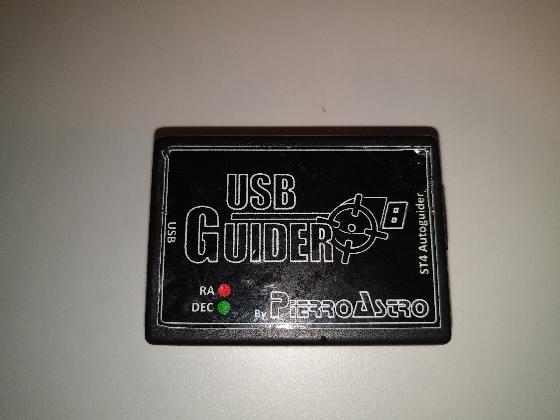 USB
GUIDER
USB
ST4 Autoguider
RA
DEC
By PIERROASTRO